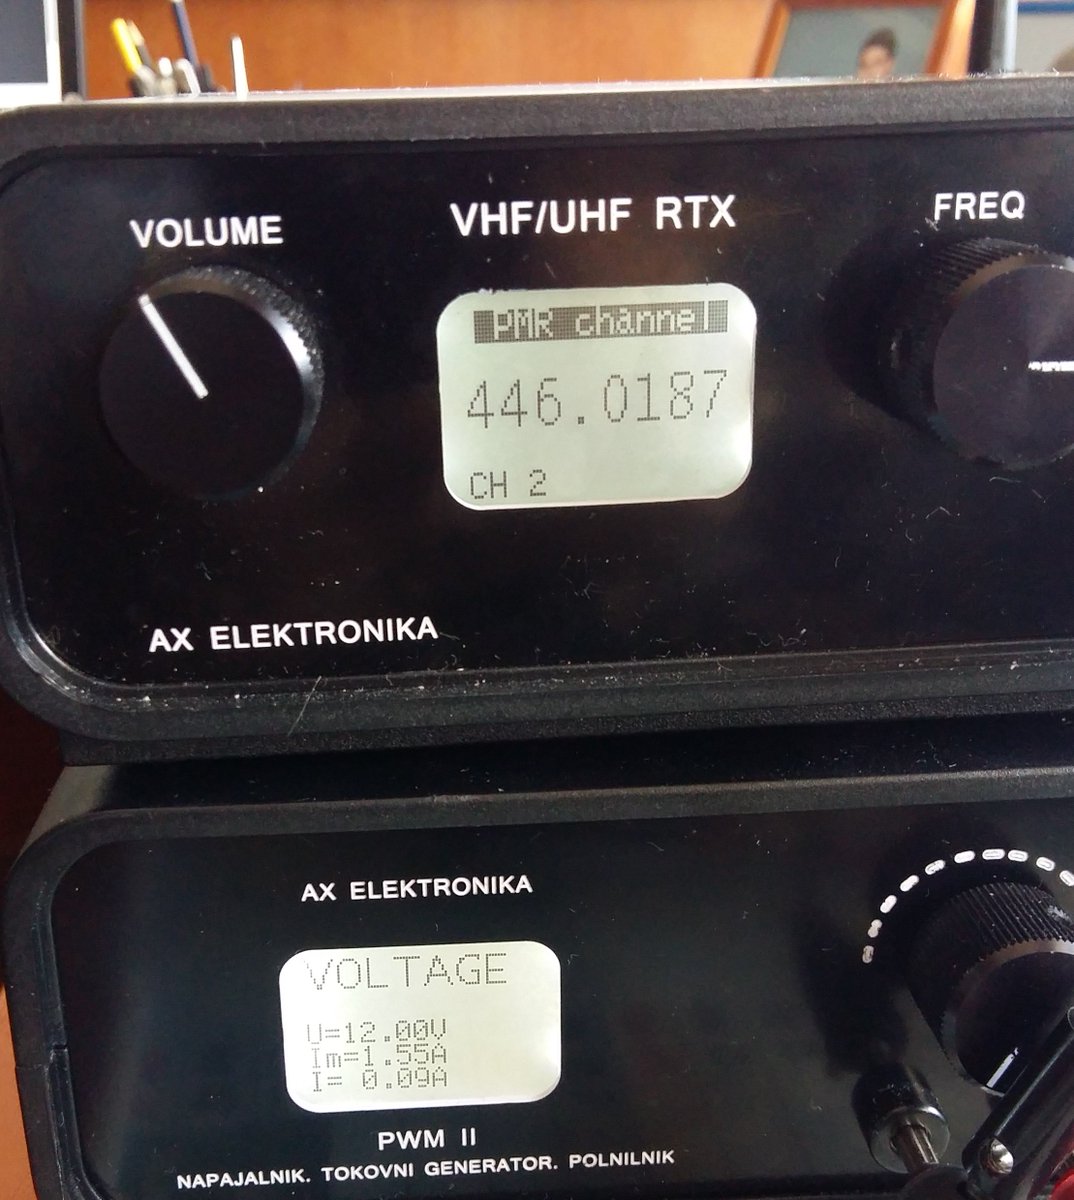 VOLUME
VHF/UHF RTX
FREQ
PMR channel
446.0187
CH 2
AX ELEKTRONIKA
AX ELEKTRONIKA
VOLTAGE
U=12.00V
Im=1.55A
I= 0.09A
PWM II
NAPAJALNIK. TOKOVNI GENERATOR. POLNILNIK